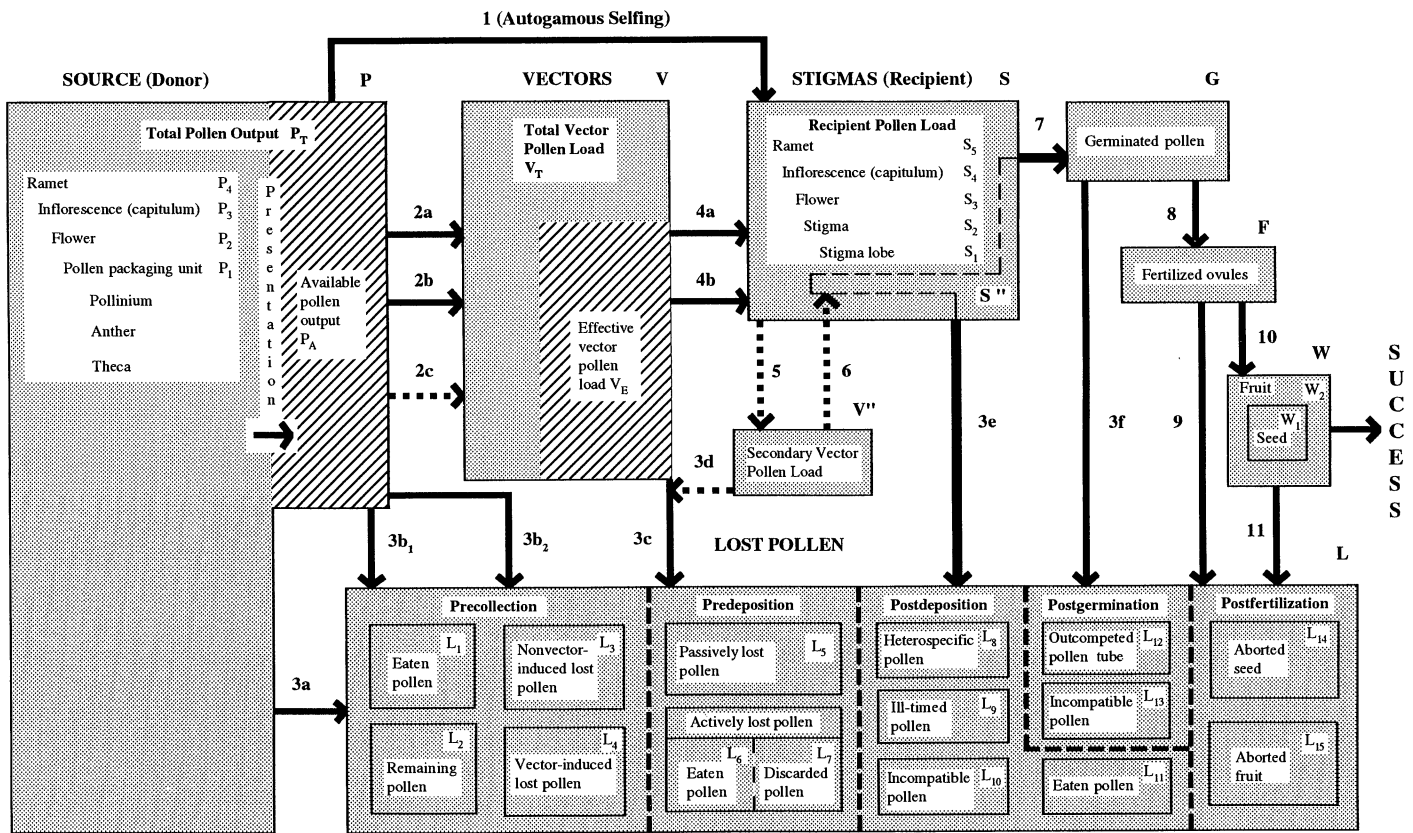 1 (Autogamous Selfing)
SOURCE (Donor)
P
VECTORS
V
STIGMAS (Recipient)
S
G
Total Pollen Output P_T
Ramet P_4
Inflorescence (capitulum) P_3
Flower P_2
Pollen packaging unit P_1
Pollinium
Anther
Theca
Presentation
Available
pollen
output
P_A
2a
2b
2c
Total Vector
Pollen Load
V_T
Effective
vector
pollen
load V_E
4a
4b
Recipient Pollen Load
Ramet S_5
Inflorescence (capitulum) S_4
Flower S_3
Stigma S_2
Stigma lobe S_1
S "
7
Germinated pollen
8
F
Fertilized ovules
5
6
V"
Secondary Vector
Pollen Load
3d
3e
3f
9
10
W
Fruit W_2
W_1
Seed
SUCCESS
11
L
3b_1
3b_2
3c
LOST POLLEN
3a
Precollection
L_1
Eaten
pollen
L_3
Nonvector-
induced lost
pollen
L_2
Remaining
pollen
L_4
Vector-induced
lost pollen
Predeposition
Passively lost L_5
pollen
Actively lost pollen
L_6
Eaten
pollen
L_7
Discarded
pollen
Postdeposition
Heterospecific L_8
pollen
Ill-timed L_9
pollen
Incompatible L_10
pollen
Postgermination
Outcompeted L_12
pollen tube
Incompatible L_13
pollen
Eaten pollen L_11
Postfertilization
L_14
Aborted
seed
L_15
Aborted
fruit